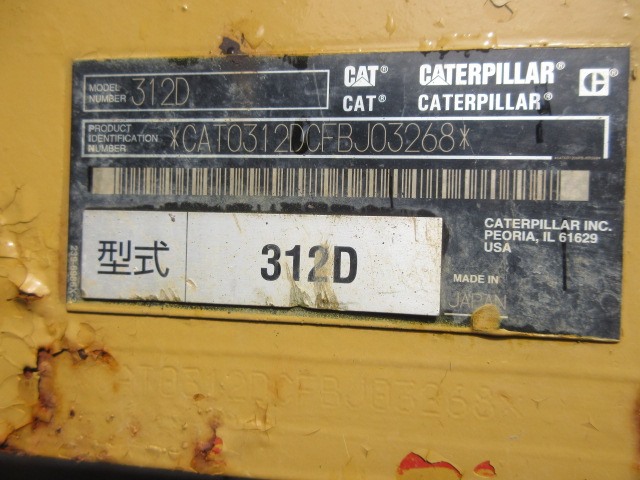 MODEL NUMBER 312D
CAT® CATERPILLAR® C®
CAT® CATERPILLAR®
PRODUCT IDENTIFICATION NUMBER *CAT0312DCFBJ03268*
CATERPILLAR INC.
PEORIA, IL 61629
USA
型式 312D
MADE IN
JAPAN
CAT0312DCFBJ03268*